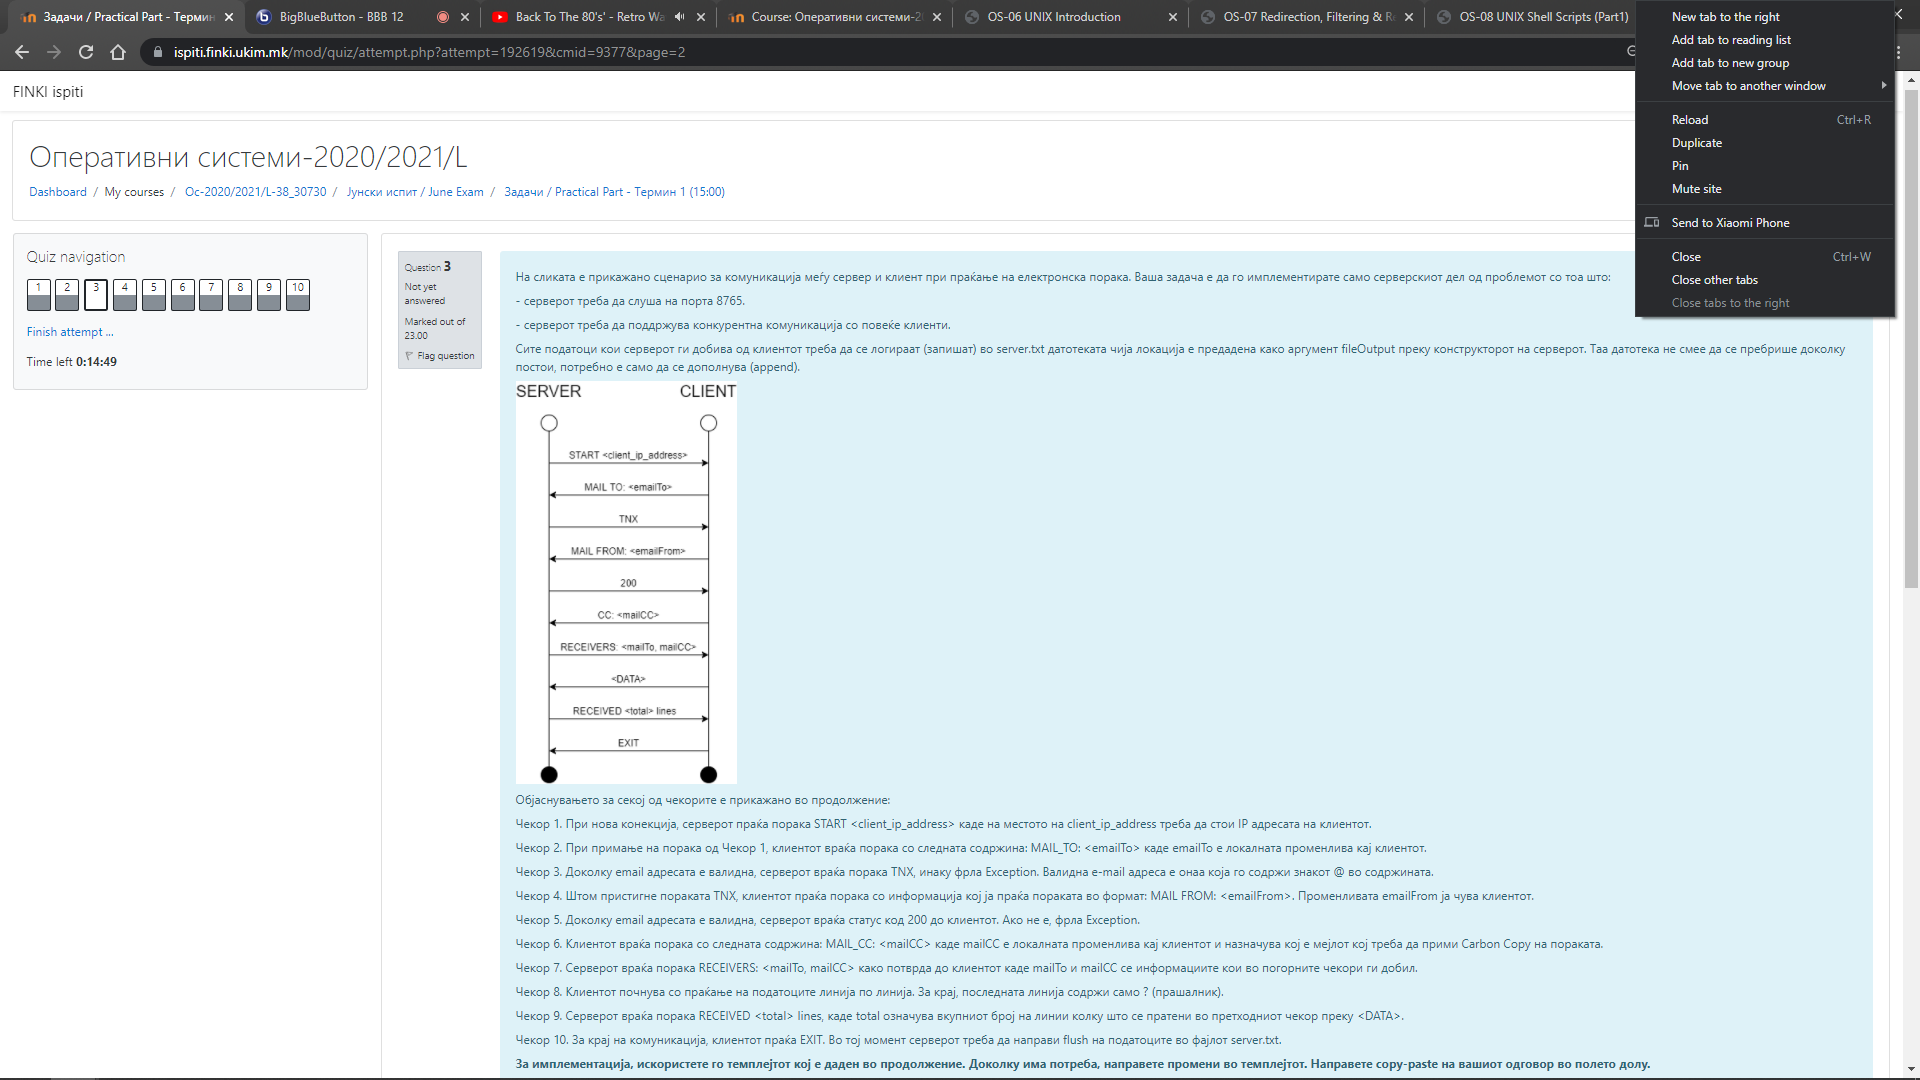 Задачи / Practical Part - Термин
BigBlueButton - BBB 12
Back To The 80's' - Retro Wa
Course: Оперативни системи-2
OS-06 UNIX Introduction
OS-07 Redirection, Filtering & R
OS-08 UNIX Shell Scripts (Part1)
ispiti.finki.ukim.mk/mod/quiz/attempt.php?attempt=192619&cmid=9377&page=2
New tab to the right
Add tab to reading list
Add tab to new group
Move tab to another window
Reload Ctrl+R
Duplicate
Pin
Mute site
Send to Xiaomi Phone
Close Ctrl+W
Close other tabs
Close tabs to the right
FINKI ispiti
Оперативни системи-2020/2021/L
Dashboard / My courses / Ос-2020/2021/L-38_30730 / Јунски испит / June Exam / Задачи / Practical Part - Термин 1 (15:00)
Quiz navigation
1 2 3 4 5 6 7 8 9 10
Finish attempt ...
Time left 0:14:49
Question 3
Not yet
answered
Marked out of
23.00
Flag question
На сликата е прикажано сценарио за комуникација меѓу сервер и клиент при праќање на електронска порака. Ваша задача е да го имплементирате само серверскиот дел од проблемот со тоа што:
- серверот треба да слуша на порта 8765.
- серверот треба да поддржува конкурентна комуникација со повеќе клиенти.
Сите податоци кои серверот ги добива од клиентот треба да се логираат (запишат) во server.txt датотеката чија локација е предадена како аргумент fileOutput преку конструкторот на серверот. Таа датотека не смее да се пребрише доколку
постои, потребно е само да се дополнува (append).
SERVER CLIENT
START <client_ip_address>
MAIL TO: <emailTo>
TNX
MAIL FROM: <emailFrom>
200
CC: <mailCC>
RECEIVERS: <mailTo, mailCC>
<DATA>
RECEIVED <total> lines
EXIT
Објаснувањето за секој од чекорите е прикажано во продолжение:
Чекор 1. При нова конекција, серверот праќа порака START <client_ip_address> каде на местото на client_ip_address треба да стои IP адресата на клиентот.
Чекор 2. При примање на порака од Чекор 1, клиентот враќа порака со следната содржина: MAIL_TO: <emailTo> каде emailTo е локалната променлива кај клиентот.
Чекор 3. Доколку email адресата е валидна, серверот враќа порака TNX, инаку фрла Exception. Валидна е-mail адреса е онаа која го содржи знакот @ во содржината.
Чекор 4. Штом пристигне пораката TNX, клиентот праќа порака со информација кој ја праќа пораката во формат: MAIL FROM: <emailFrom>. Променливата emailFrom ја чува клиентот.
Чекор 5. Доколку email адресата е валидна, серверот враќа статус код 200 до клиентот. Ако не е, фрла Exception.
Чекор 6. Клиентот враќа порака со следната содржина: MAIL_CC: <mailCC> каде mailCC е локалната променлива кај клиентот и назначува кој е мејлот кој треба да прими Carbon Copy на пораката.
Чекор 7. Серверот враќа порака RECEIVERS: <mailTo, mailCC> како потврда до клиентот каде mailTo и mailCC се информациите кои во погорните чекори ги добил.
Чекор 8. Клиентот почнува со праќање на податоците линија по линија. За крај, последната линија содржи само ? (прашалник).
Чекор 9. Серверот враќа порака RECEIVED <total> lines, каде total означува вкупниот број на линии колку што се пратени во претходниот чекор преку <DATA>.
Чекор 10. За крај на комуникација, клиентот праќа EXIT. Во тој момент серверот треба да направи flush на податоците во фајлот server.txt.
За имплементација, искористете го темплејтот кој е даден во продолжение. Доколку има потреба, направете промени во темплејтот. Направете copy-paste на вашиот одговор во полето долу.